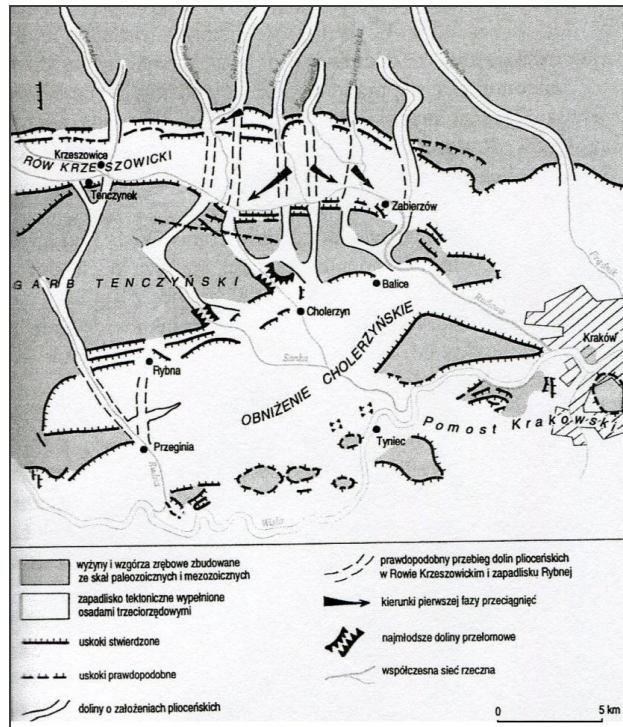 RÓW KRZESZOWICKI
Krzeszowice
Tenczynek
Zabierzów
GARB TENCZYŃSKI
Balice
Cholerzyn
Rudawa
Prądnik
Kraków
Rybna
Sanka
OBNIŻENIE CHOLERZYŃSKIE
Pomost Krakowski
Tyniec
Przeginia
Rudno
Wisła
wyżyny i wzgórza zrębowe zbudowane
ze skał paleozoicznych i mezozoicznych
zapadlisko tektoniczne wypełnione
osadami trzeciorzędowymi
uskoki stwierdzone
uskoki prawdopodobne
doliny o założeniach plioceńskich
prawdopodobny przebieg dolin plioceńskich
w Rowie Krzeszowickim i zapadlisku Rybnej
kierunki pierwszej fazy przeciągnięć
najmłodsze doliny przełomowe
współczesna sieć rzeczna
0 5 km